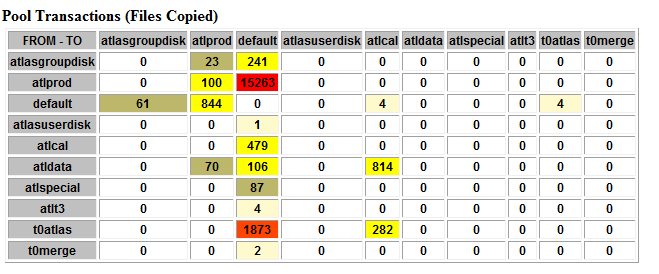 Pool Transactions (Files Copied)
FROM - TO atlasgroupdisk atlprod default atlasuserdisk atlcal atldata atlspecial atlt3 t0atlas t0merge
atlasgroupdisk 0 23 241 0 0 0 0 0 0 0
atlprod 0 100 15263 0 0 0 0 0 0 0
default 61 844 0 0 4 0 0 0 4 0
atlasuserdisk 0 0 1 0 0 0 0 0 0 0
atlcal 0 0 479 0 0 0 0 0 0 0
atldata 0 70 106 0 814 0 0 0 0 0
atlspecial 0 0 87 0 0 0 0 0 0 0
atlt3 0 0 4 0 0 0 0 0 0 0
t0atlas 0 0 1873 0 282 0 0 0 0 0
t0merge 0 0 2 0 0 0 0 0 0 0